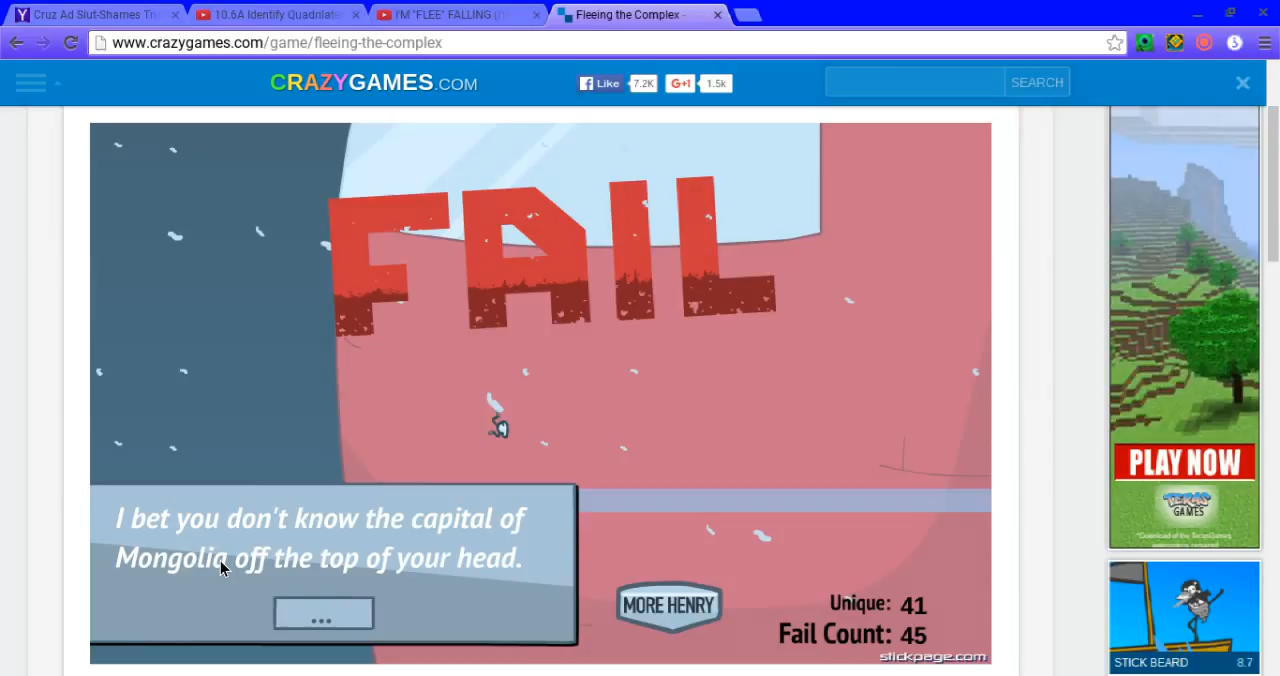 Cruz Ad Slut-Shames Tr
10.6A Identify Quadrilate
I'M "FLEE" FALLING (
Fleeing the Complex -
www.crazygames.com/game/fleeing-the-complex
CRAZYGAMES.COM
Like 7.2K G+1 1.5k
SEARCH
FAIL
I bet you don't know the capital of
Mongolia off the top of your head.
...
MORE HENRY
Unique: 41
Fail Count: 45
stickpage.com
PLAY NOW
GAMES
STICK BEARD 8.7